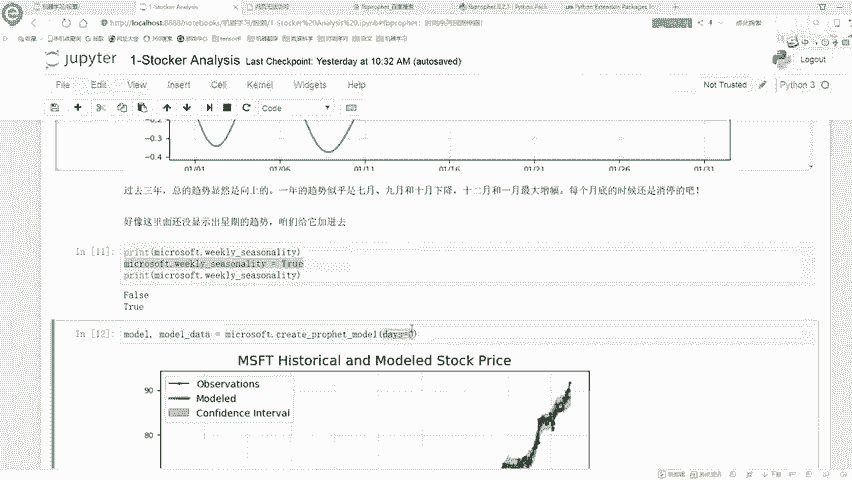 1-Stocker Analysis
http://localhost:8888/notebooks/机器学习/股票/1-Stocker%20Analysis%20.ipynb#fbprophet:
jupyter 1-Stocker Analysis Last Checkpoint: Yesterday at 10:32 AM (autosaved)
Logout
File Edit View Insert Cell Kernel Widgets Help
Not Trusted
Python 3
Code
-0.2
-0.3
-0.4
01/01 01/06 01/11 01/16 01/21 01/26 01/31
过去三年，总的趋势显然是向上的。一年的趋势似乎是七月、九月和十月下降，十二月和一月最大增幅。每个月底的时候还是消停的吧！
好像这里面还没显示出星期的趋势，咱们给它加进去
In [11]:
print(microsoft.weekly_seasonality)
microsoft.weekly_seasonality = True
print(microsoft.weekly_seasonality)
False
True
In [12]: model, model_data = microsoft.create_prophet_model(days=0)
MSFT Historical and Modeled Stock Price
Observations
Modeled
Confidence Interval
90
80